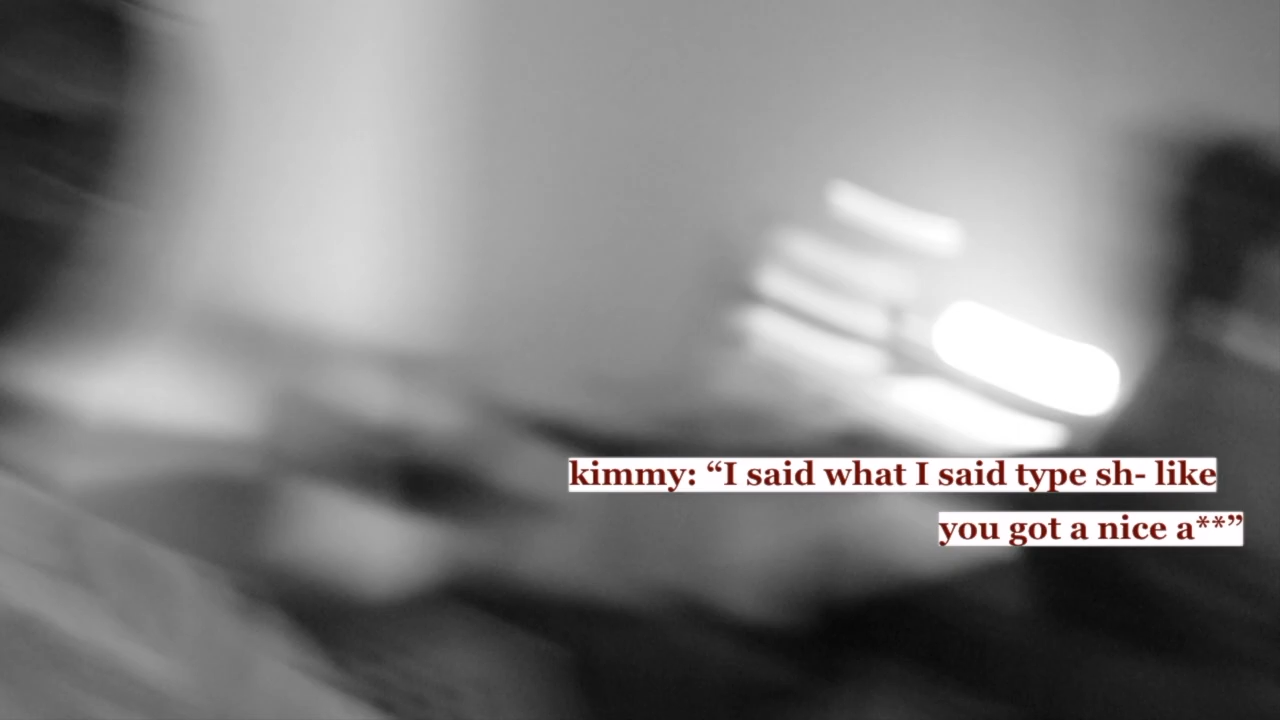 kimmy: “I said what I said type sh- like
you got a nice a**”